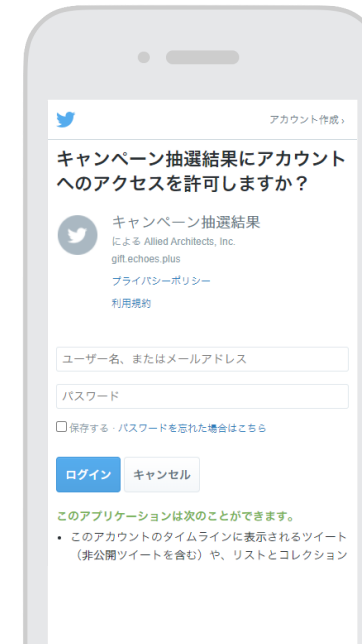 アカウント作成 ›
キャンペーン抽選結果にアカウント
へのアクセスを許可しますか？
キャンペーン抽選結果
による Allied Architects, Inc.
gift.echoes.plus
プライバシーポリシー
利用規約
ユーザー名、またはメールアドレス
パスワード
保存する · パスワードを忘れた場合はこちら
ログイン キャンセル
このアプリケーションは次のことができます。
• このアカウントのタイムラインに表示されるツイート
（非公開ツイートを含む）や、リストとコレクション